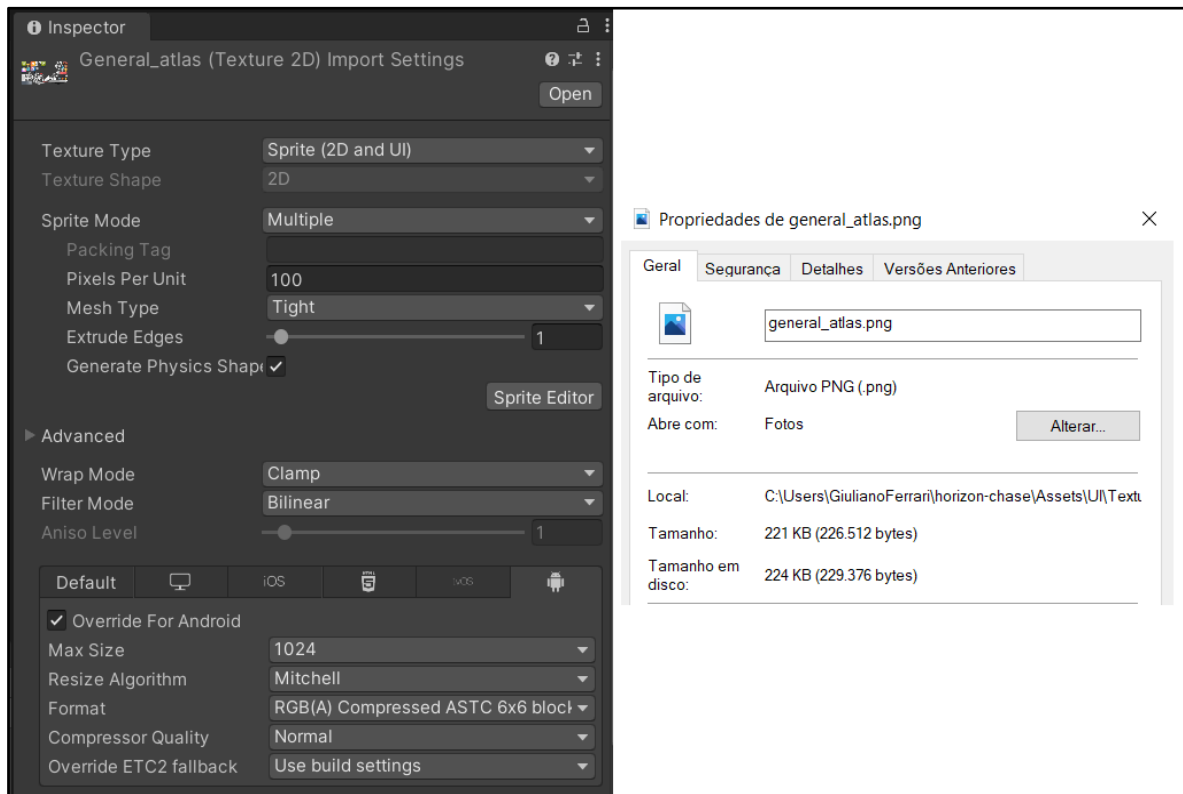 Inspector
General_atlas (Texture 2D) Import Settings
Open
Texture Type Sprite (2D and UI)
Texture Shape 2D
Sprite Mode Multiple
Packing Tag
Pixels Per Unit 100
Mesh Type Tight
Extrude Edges 1
Generate Physics Shap
Sprite Editor
Advanced
Wrap Mode Clamp
Filter Mode Bilinear
Aniso Level 1
Default iOS tvOS
Override For Android
Max Size 1024
Resize Algorithm Mitchell
Format RGB(A) Compressed ASTC 6x6 block
Compressor Quality Normal
Override ETC2 fallback Use build settings
Propriedades de general_atlas.png
Geral Segurança Detalhes Versões Anteriores
general_atlas.png
Tipo de
arquivo: Arquivo PNG (.png)
Abre com: Fotos Alterar...
Local: C:\Users\GiulianoFerrari\horizon-chase\Assets\UI\Textu
Tamanho: 221 KB (226.512 bytes)
Tamanho em
disco: 224 KB (229.376 bytes)